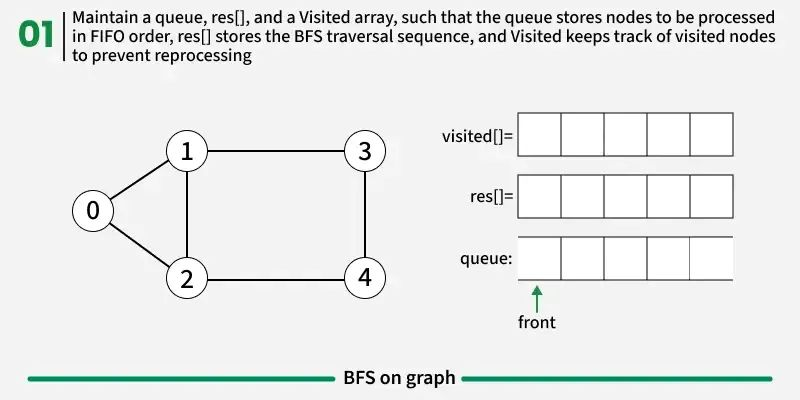 01
Maintain a queue, res[], and a Visited array, such that the queue stores nodes to be processed
in FIFO order, res[] stores the BFS traversal sequence, and Visited keeps track of visited nodes
to prevent reprocessing
1
3
visited[]=
res[]=
0
queue:
2
4
front
BFS on graph